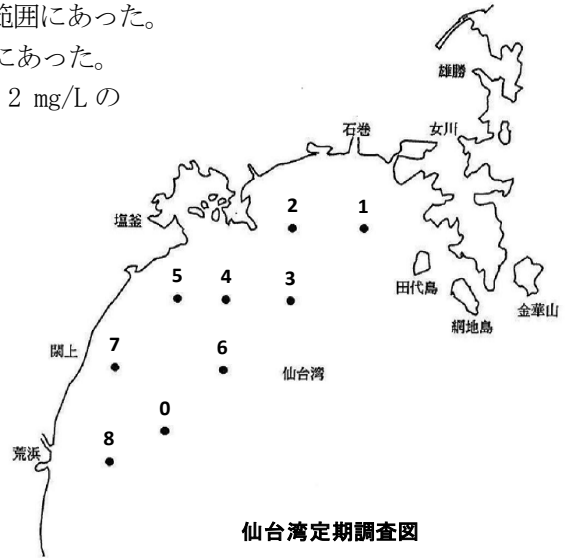 範囲にあった。
にあった。
2 mg/L の
雄勝
石巻
女川
塩釜
2
1
5
4
3
田代島
網地島
金華山
閖上
7
6
仙台湾
0
荒浜
8
仙台湾定期調査図